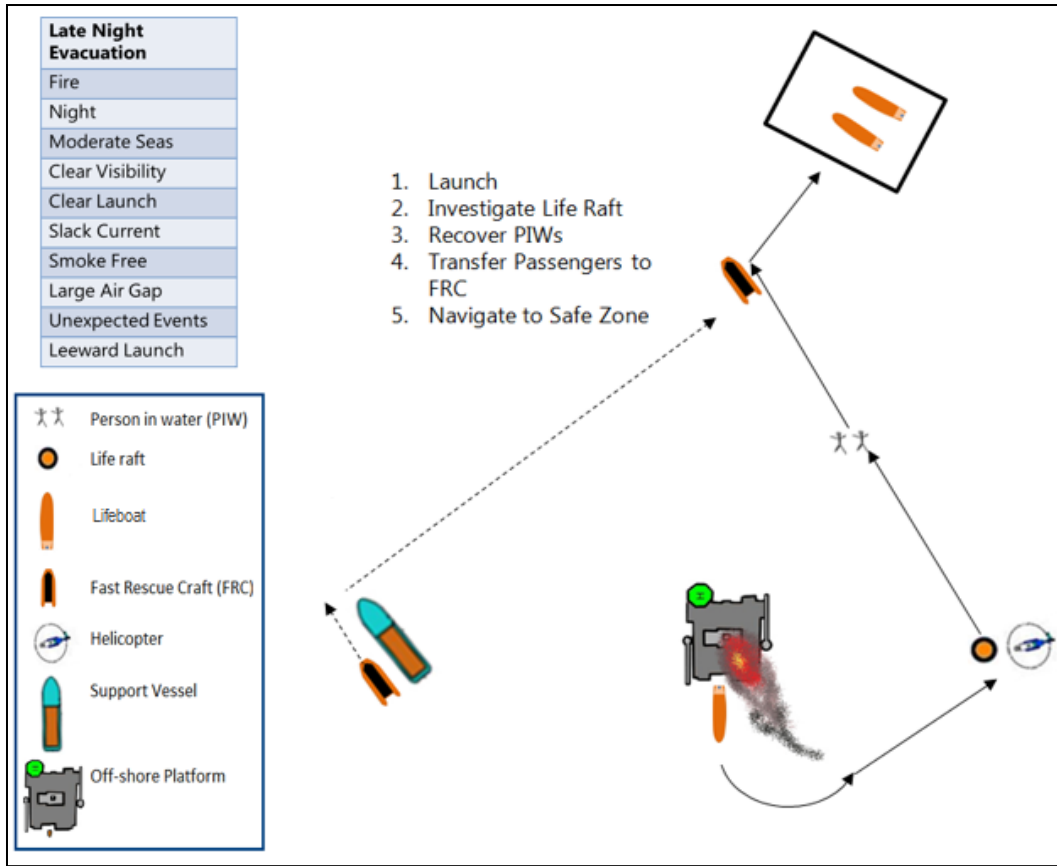 Late Night
Evacuation
Fire
Night
Moderate Seas
Clear Visibility
Clear Launch
Slack Current
Smoke Free
Large Air Gap
Unexpected Events
Leeward Launch
1. Launch
2. Investigate Life Raft
3. Recover PIWs
4. Transfer Passengers to
FRC
5. Navigate to Safe Zone
Person in water (PIW)
Life raft
Lifeboat
Fast Rescue Craft (FRC)
Helicopter
Support Vessel
Off-shore Platform
H